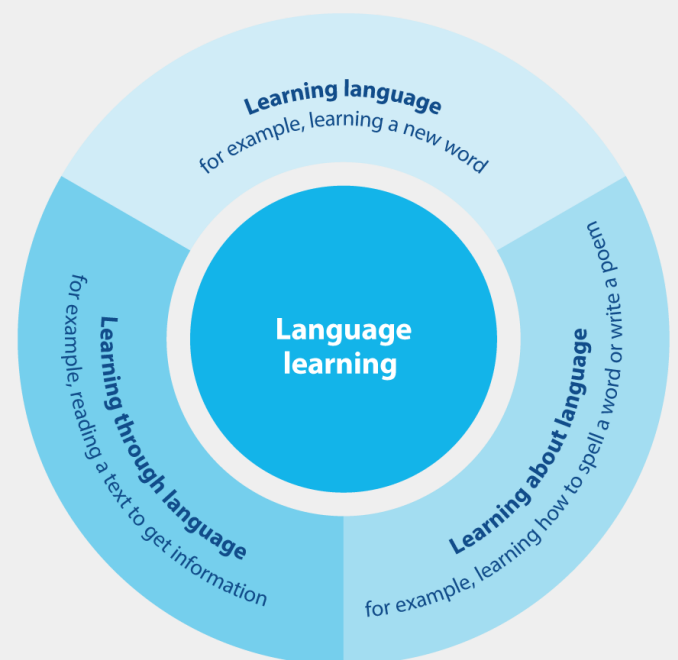 Learning language
for example, learning a new word
Language
learning
Learning through language
for example, reading a text to get information
Learning about language
for example, learning how to spell a word or write a poem